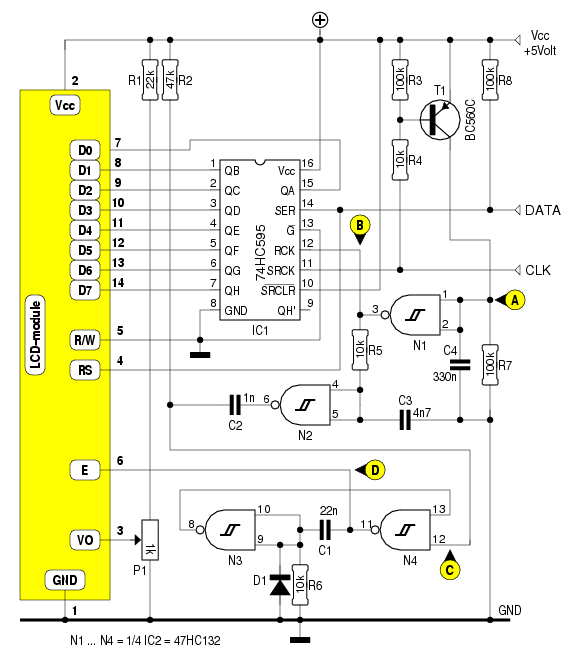 Vcc
+5Volt
2
R1
22k
47k
R2
100k
R3
100k
R8
Vcc
T1
BC560C
D0
7
10k
R4
D1
8
1
QB
Vcc
16
D2
9
2
QC
QA
15
D3
10
3
QD
SER
14
DATA
D4
11
4
QE
G
13
B
D5
12
5
QF
74HC595
RCK
12
D6
13
6
QG
SRCK
11
CLK
D7
14
7
QH
SRCLR
10
A
8
GND
QH'
9
3
1
2
IC1
N1
LCD-module
R/W
5
10k
R5
C4
330n
100k
R7
RS
4
1n
6
4
5
C3
4n7
C2
N2
E
6
D
22n
8
10
9
11
13
12
VO
3
1k
N3
C1
N4
P1
D1
10k
R6
C
GND
1
GND
N1 ... N4 = 1/4 IC2 = 47HC132